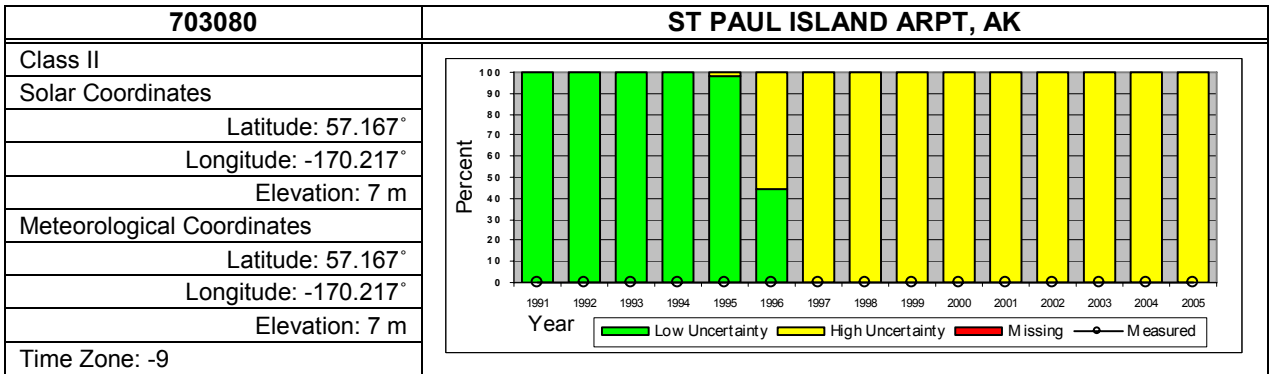 703080
ST PAUL ISLAND ARPT, AK
Class II
Solar Coordinates
Latitude: 57.167˚
Longitude: -170.217˚
Elevation: 7 m
Meteorological Coordinates
Latitude: 57.167˚
Longitude: -170.217˚
Elevation: 7 m
Time Zone: -9
Percent
100
90
80
70
60
50
40
30
20
10
0
1991 1992 1993 1994 1995 1996 1997 1998 1999 2000 2001 2002 2003 2004 2005
Year
Low Uncertainty High Uncertainty Missing Measured